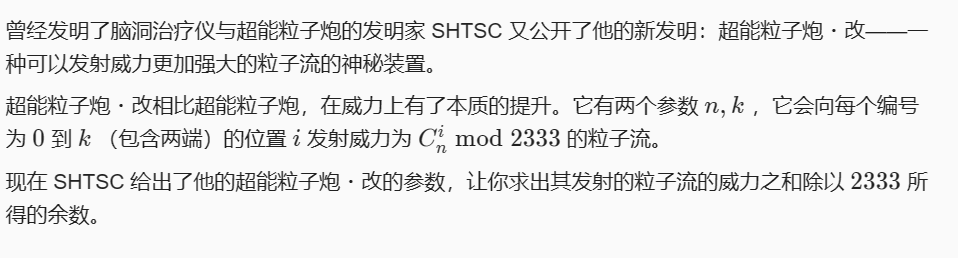 曾经发明了脑洞治疗仪与超能粒子炮的发明家 SHTSC 又公开了他的新发明：超能粒子炮・改——一
种可以发射威力更加强大的粒子流的神秘装置。
超能粒子炮・改相比超能粒子炮，在威力上有了本质的提升。它有两个参数 n, k ，它会向每个编号
为 0 到 k （包含两端）的位置 i 发射威力为 C_n^i mod 2333 的粒子流。
现在 SHTSC 给出了他的超能粒子炮・改的参数，让你求出其发射的粒子流的威力之和除以 2333 所
得的余数。